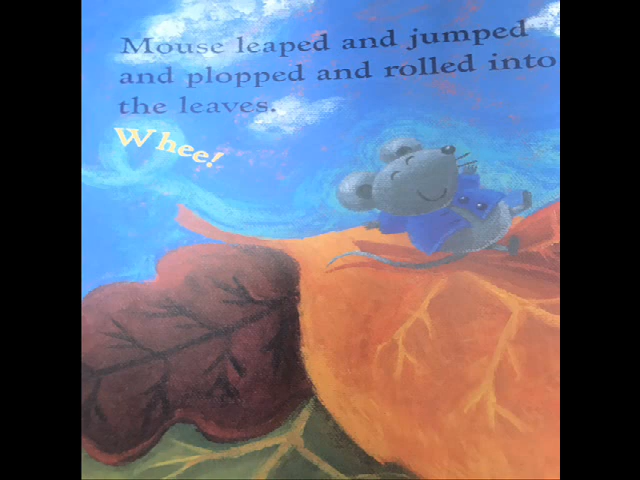 Mouse leaped and jumped
and plopped and rolled into
the leaves.
Whee!